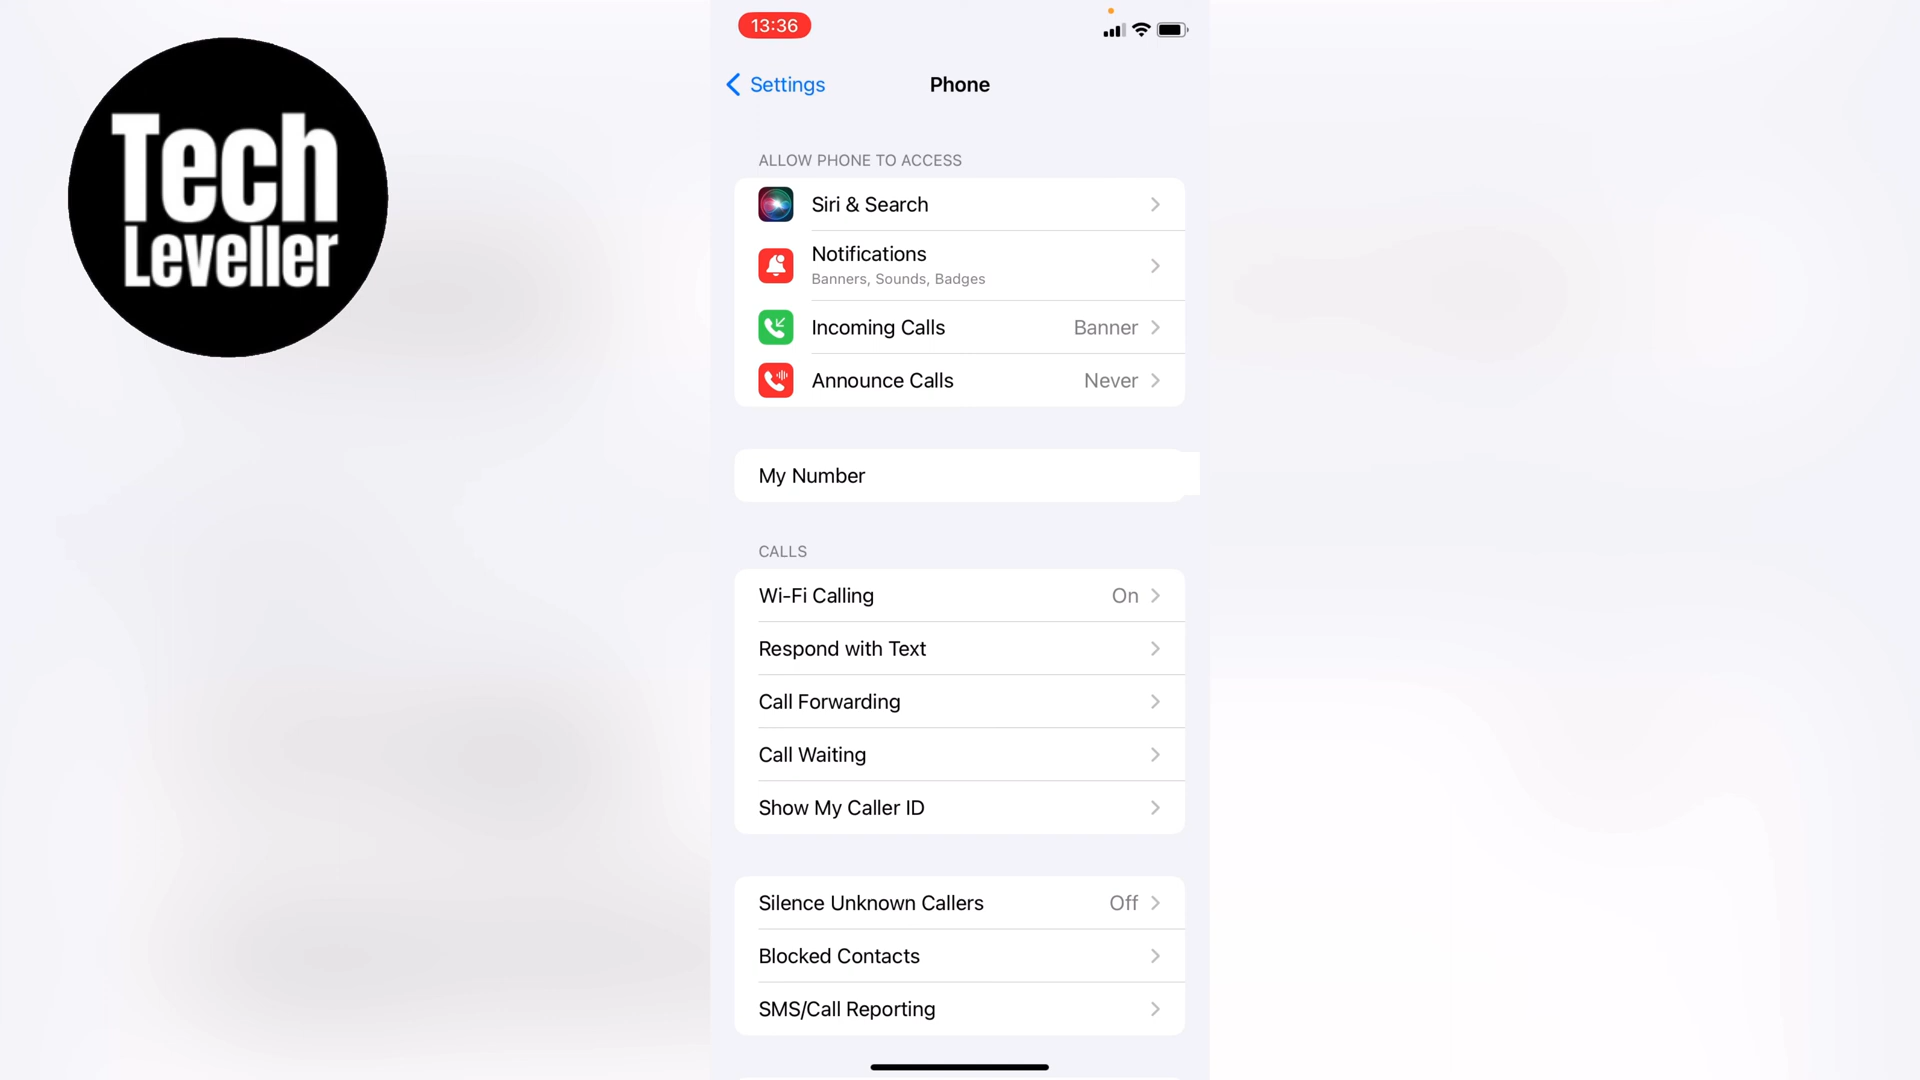 Tech
Leveller
13:36
Settings
Phone
ALLOW PHONE TO ACCESS
Siri & Search
Notifications
Banners, Sounds, Badges
Incoming Calls Banner
Announce Calls Never
My Number
CALLS
Wi-Fi Calling On
Respond with Text
Call Forwarding
Call Waiting
Show My Caller ID
Silence Unknown Callers Off
Blocked Contacts
SMS/Call Reporting